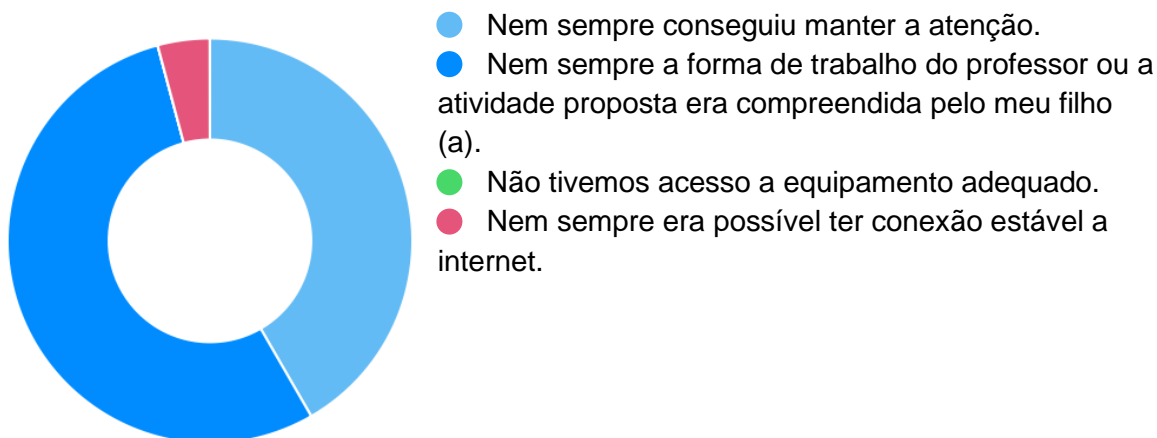 Nem sempre conseguiu manter a atenção.
Nem sempre a forma de trabalho do professor ou a
atividade proposta era compreendida pelo meu filho
(a).
Não tivemos acesso a equipamento adequado.
Nem sempre era possível ter conexão estável a
internet.